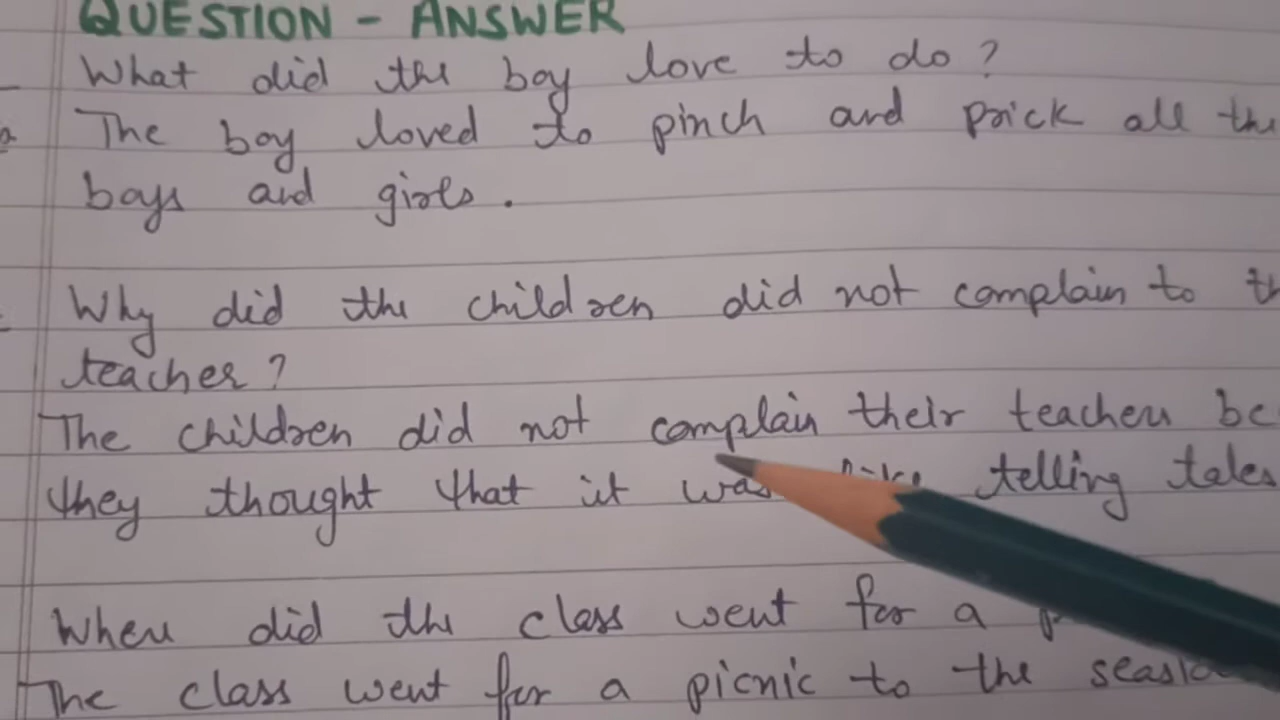 QUESTION - ANSWER
What did the boy love to do?
The boy loved to pinch and prick all the
boys and girls.
Why did the children did not complain to th
teacher?
The children did not complain their teacher be
they thought that it was like telling tales
When did the class went for a
The class went for a picnic to the